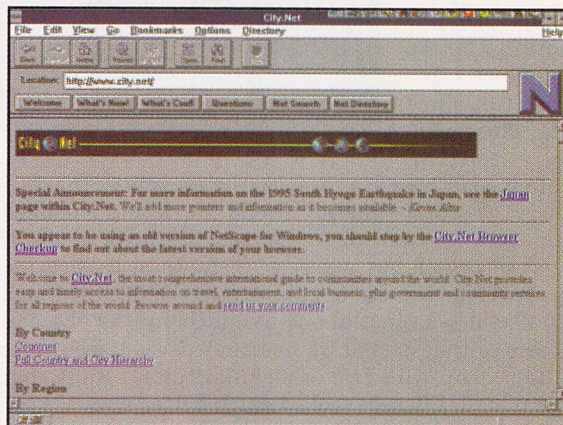 City.Net
File Edit View Go Bookmarks Options Directory Help
Back Home Reload Open Find
Location: http://www.city.net/
Welcome What's New! What's Cool! Questions Net Search Net Directory
N
City Net
Special Announcement: For more information on the 1995 South Hyogo Earthquake in Japan, see the Japan
page within City.Net. We'll add more pointers and information as it becomes available. - Kevin Altis
You appear to be using an old version of NetScape for Windows, you should stop by the City.Net Browser
Checkup to find out about the latest version of your browser.
Welcome to City.Net, the most comprehensive international guide to communities around the world. City.Net provides
easy and timely access to information on travel, entertainment, and local business, plus government and community services
for all regions of the world. Browse around and send us your comments
By Country
Countries
Full Country and City Hierarchy
By Region